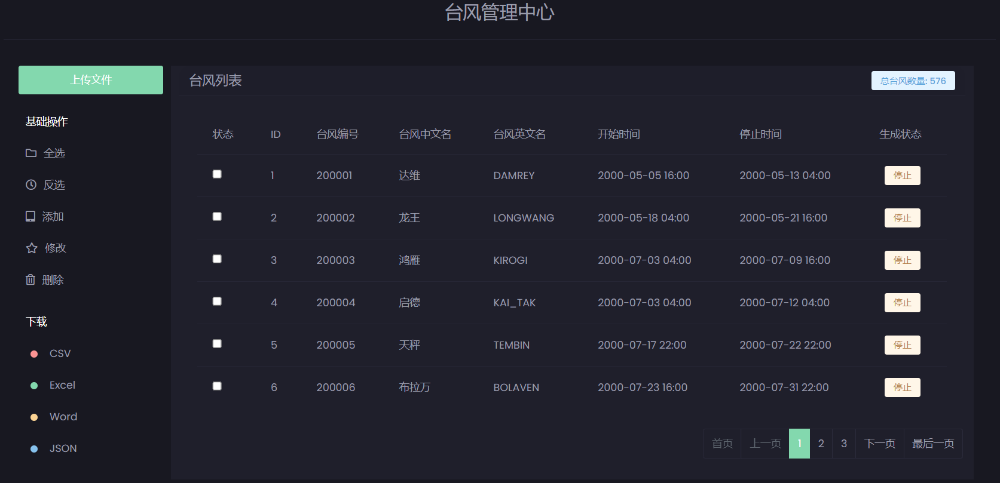 台风管理中心
上传文件
基础操作
全选
反选
添加
修改
删除
下载
CSV
Excel
Word
JSON
台风列表 总台风数量: 576
状态 ID 台风编号 台风中文名 台风英文名 开始时间 停止时间 生成状态
1 200001 达维 DAMREY 2000-05-05 16:00 2000-05-13 04:00 停止
2 200002 龙王 LONGWANG 2000-05-18 04:00 2000-05-21 16:00 停止
3 200003 鸿雁 KIROGI 2000-07-03 04:00 2000-07-09 16:00 停止
4 200004 启德 KAI_TAK 2000-07-03 04:00 2000-07-12 04:00 停止
5 200005 天秤 TEMBIN 2000-07-17 22:00 2000-07-22 22:00 停止
6 200006 布拉万 BOLAVEN 2000-07-23 16:00 2000-07-31 22:00 停止
首页 上一页 1 2 3 下一页 最后一页